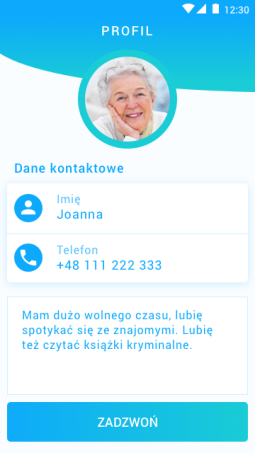 12:30
PROFIL
Dane kontaktowe
Imię
Joanna
Telefon
+48 111 222 333
Mam dużo wolnego czasu, lubię
spotykać się ze znajomymi. Lubię
też czytać książki kryminalne.
ZADZWOŃ